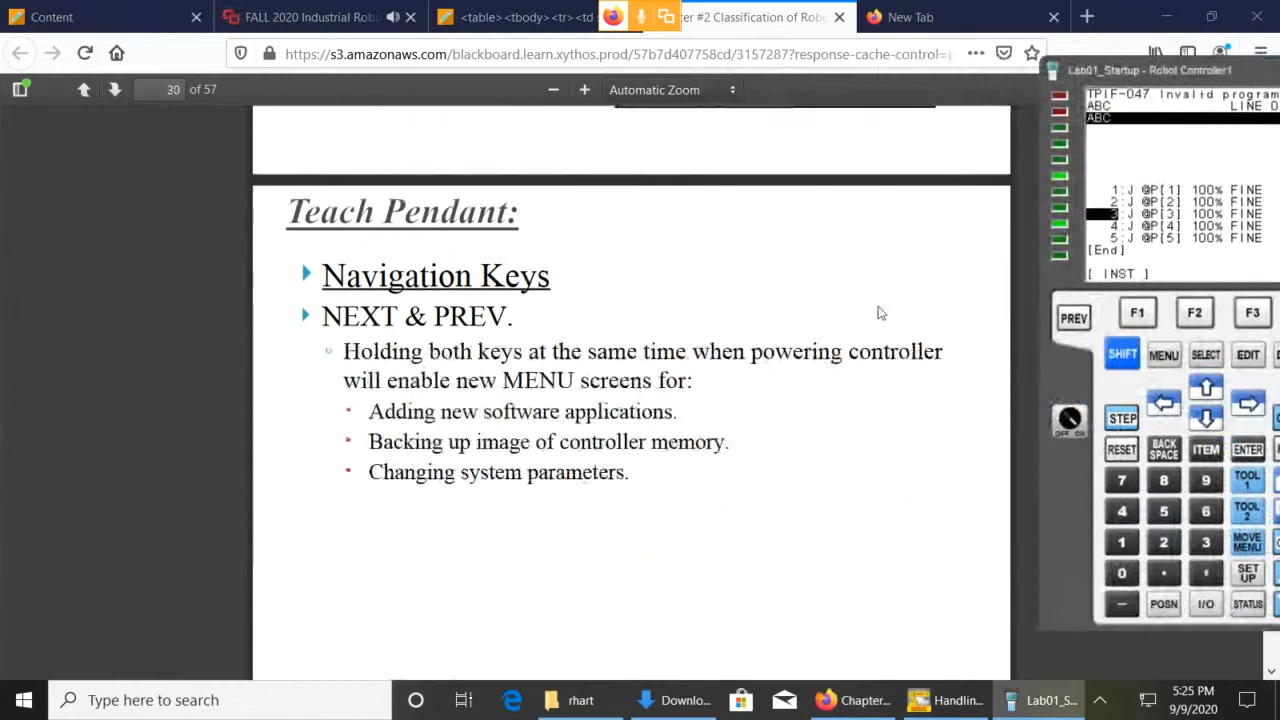 Content
FALL 2020 Industrial Robo
<table> <tbody> <tr> <td s
ter #2 Classification of Robo
New Tab
https://s3.amazonaws.com/blackboard.learn.xythos.prod/57b7d407758cd/3157287?response-cache-control=
30 of 57
Automatic Zoom
Lab01_Startup - Robot Controller1
TPIF-047 Invalid program
ABC LINE 0
ABC
1:J @P[1] 100% FINE
2:J @P[2] 100% FINE
3:J @P[3] 100% FINE
4:J @P[4] 100% FINE
5:J @P[5] 100% FINE
[End]
[ INST ]
Teach Pendant:
Navigation Keys
NEXT & PREV.
Holding both keys at the same time when powering controller
will enable new MENU screens for:
Adding new software applications.
Backing up image of controller memory.
Changing system parameters.
PREV F1 F2 F3
SHIFT MENU SELECT EDIT
OFF ON
STEP
RESET BACK SPACE ITEM ENTER
7 8 9 TOOL 1
4 5 6 TOOL 2
1 2 3 MOVE MENU
0 . , SET UP
- POSN I/O STATUS
Type here to search
rhart
Downlo...
Chapter...
Handlin...
Lab01_S...
5:25 PM
9/9/2020